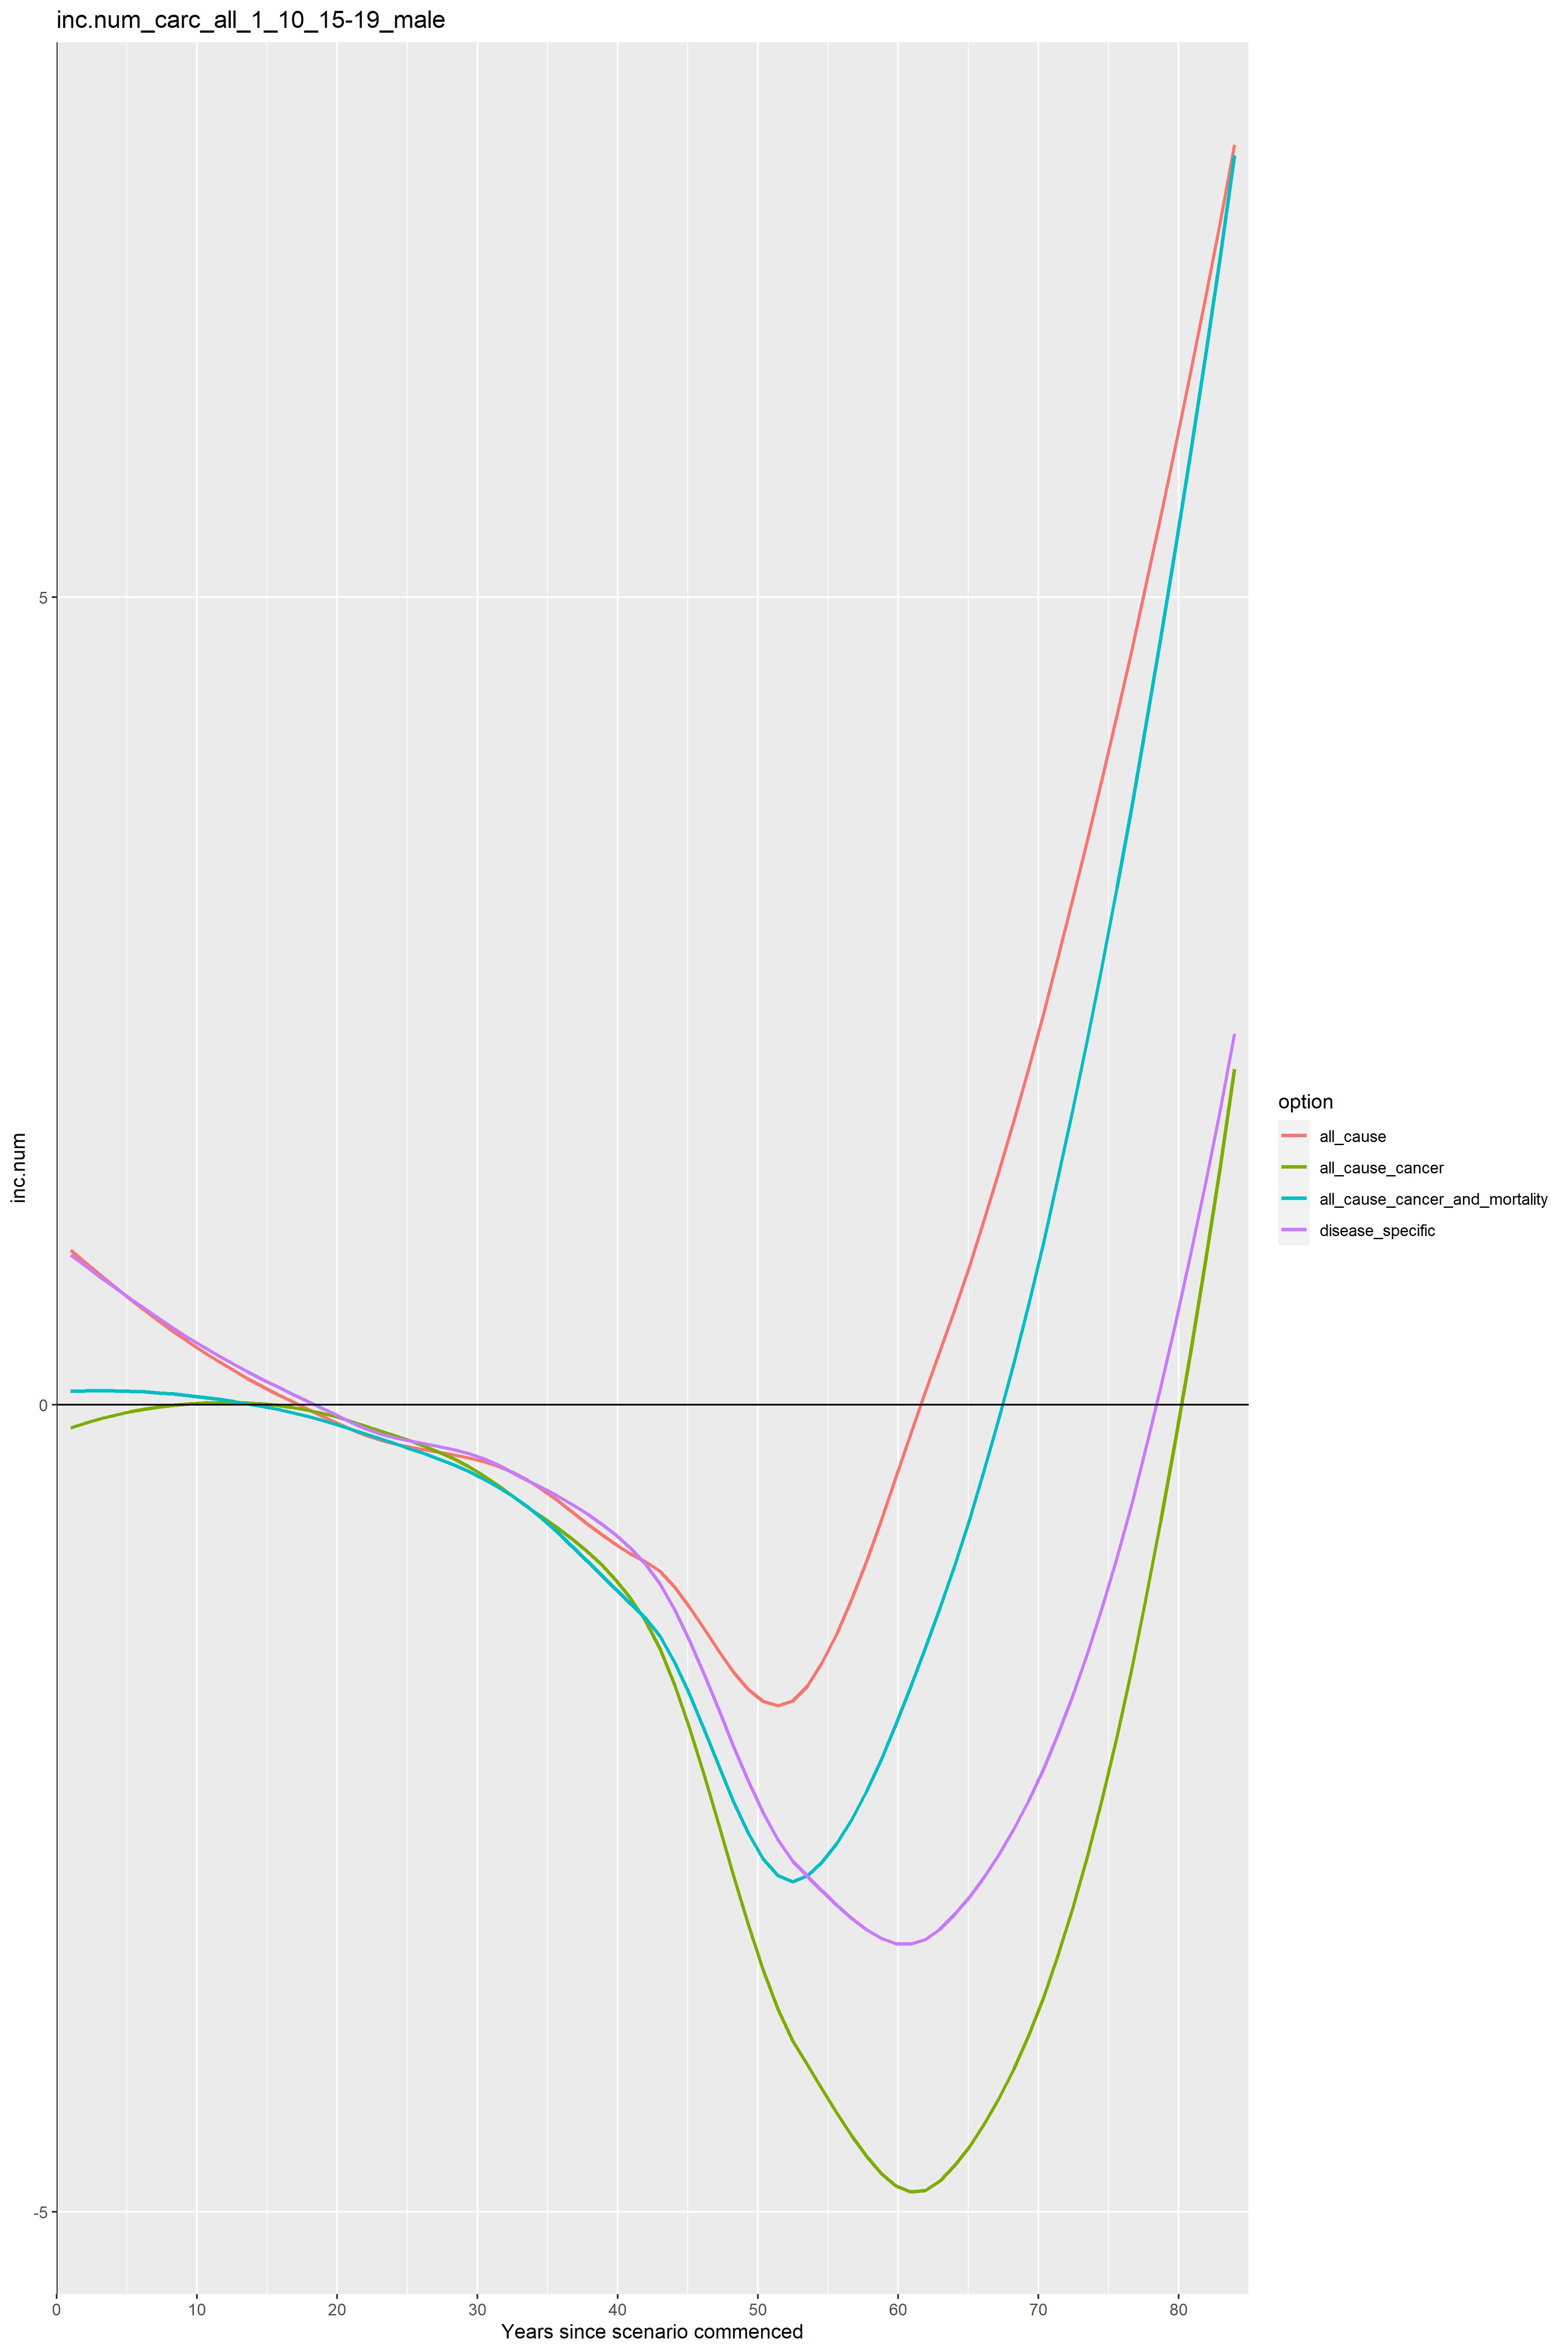 inc.num_carc_all_1_10_15-19_male
5
0
-5
inc.num
0 10 20 30 40 50 60 70 80
Years since scenario commenced
option
all_cause
all_cause_cancer
all_cause_cancer_and_mortality
disease_specific